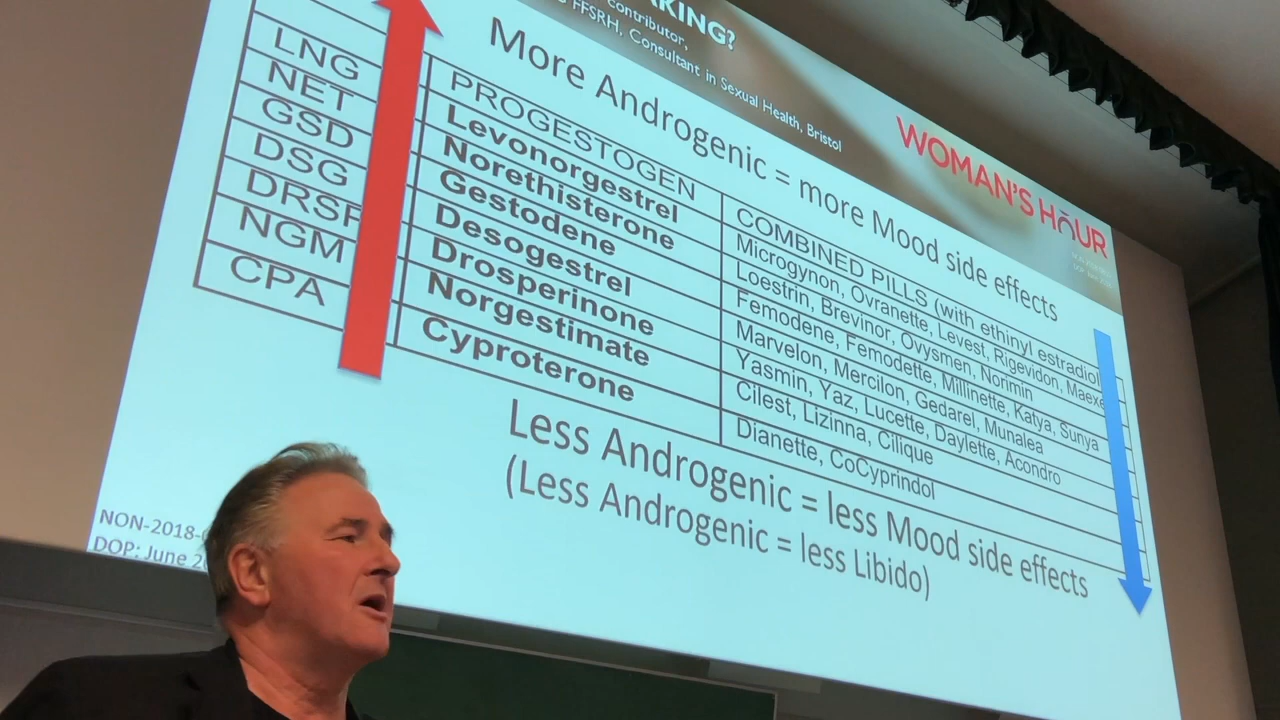 KING?
contributor,
FFSRH, Consultant in Sexual Health, Bristol
WOMAN'S HOUR
More Androgenic = more Mood side effects
PROGESTOGEN COMBINED PILLS (with ethinyl estradiol
LNG Levonorgestrel Microgynon, Ovranette, Levest, Rigevidon, Maexe
NET Norethisterone Loestrin, Brevinor, Ovysmen, Norimin
GSD Gestodene Femodene, Femodette, Millinette, Katya, Sunya
DSG Desogestrel Marvelon, Mercilon, Gedarel, Munalea
DRSP Drosperinone Yasmin, Yaz, Lucette, Daylette, Acondro
NGM Norgestimate Cilest, Lizinna, Cilique
CPA Cyproterone Dianette, CoCyprindol
Less Androgenic = less Mood side effects
(Less Androgenic = less Libido)
NON-2018-
DOP: June 2